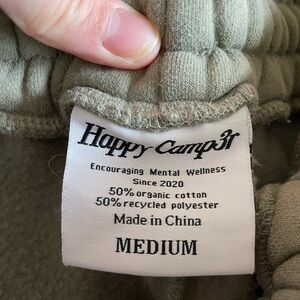 Happy Camp3r
Encouraging Mental Wellness
Since 2020
50% organic cotton
50% recycled polyester
Made in China
MEDIUM